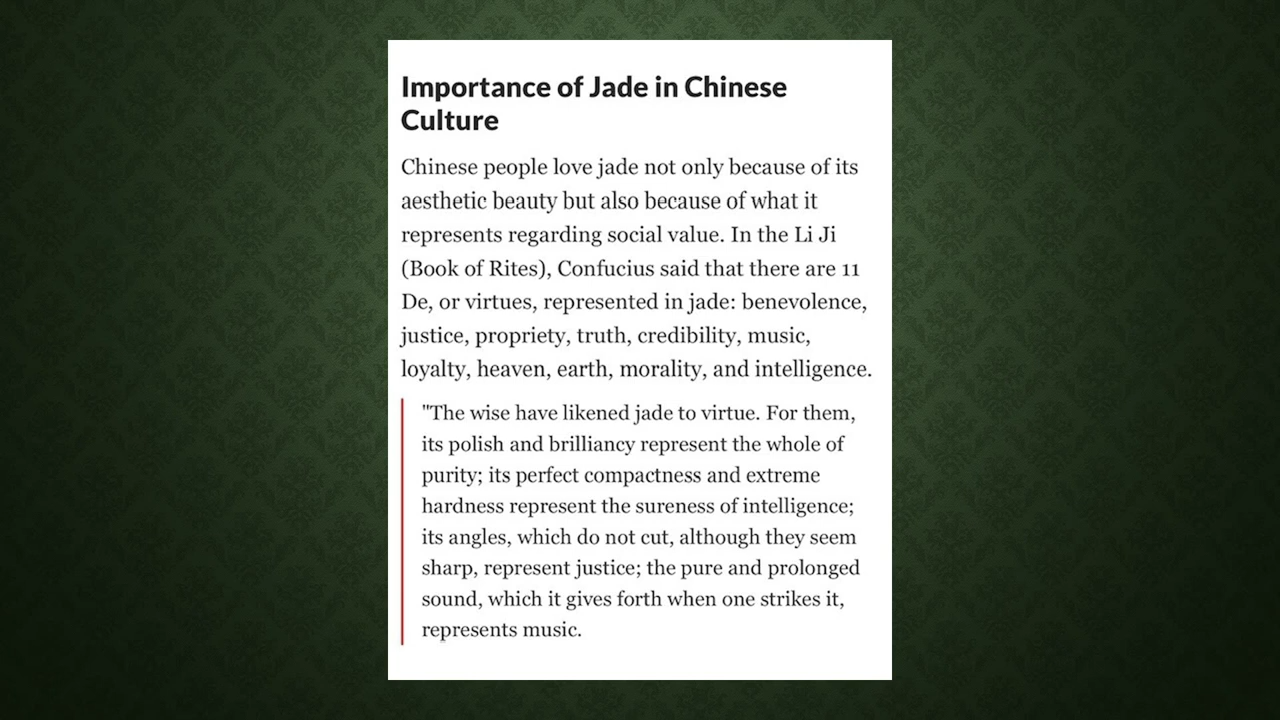 Importance of Jade in Chinese
Culture
Chinese people love jade not only because of its
aesthetic beauty but also because of what it
represents regarding social value. In the Li Ji
(Book of Rites), Confucius said that there are 11
De, or virtues, represented in jade: benevolence,
justice, propriety, truth, credibility, music,
loyalty, heaven, earth, morality, and intelligence.
"The wise have likened jade to virtue. For them,
its polish and brilliancy represent the whole of
purity; its perfect compactness and extreme
hardness represent the sureness of intelligence;
its angles, which do not cut, although they seem
sharp, represent justice; the pure and prolonged
sound, which it gives forth when one strikes it,
represents music.